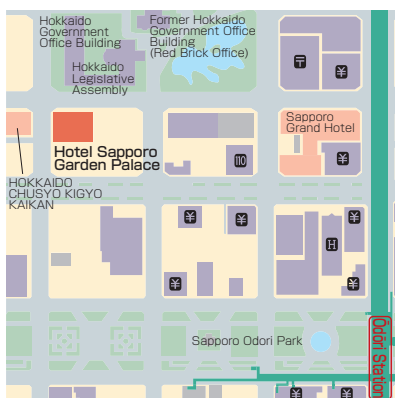 Hokkaido
Government
Office Building
Former Hokkaido
Government Office
Building
(Red Brick Office)
Hokkaido
Legislative
Assembly
〒
¥
Sapporo
Grand Hotel
¥
Hotel Sapporo
Garden Palace
110
HOKKAIDO
CHUSYO KIGYO
KAIKAN
¥
¥
¥
H
¥
¥
Sapporo Odori Park
Odori Station
¥
¥